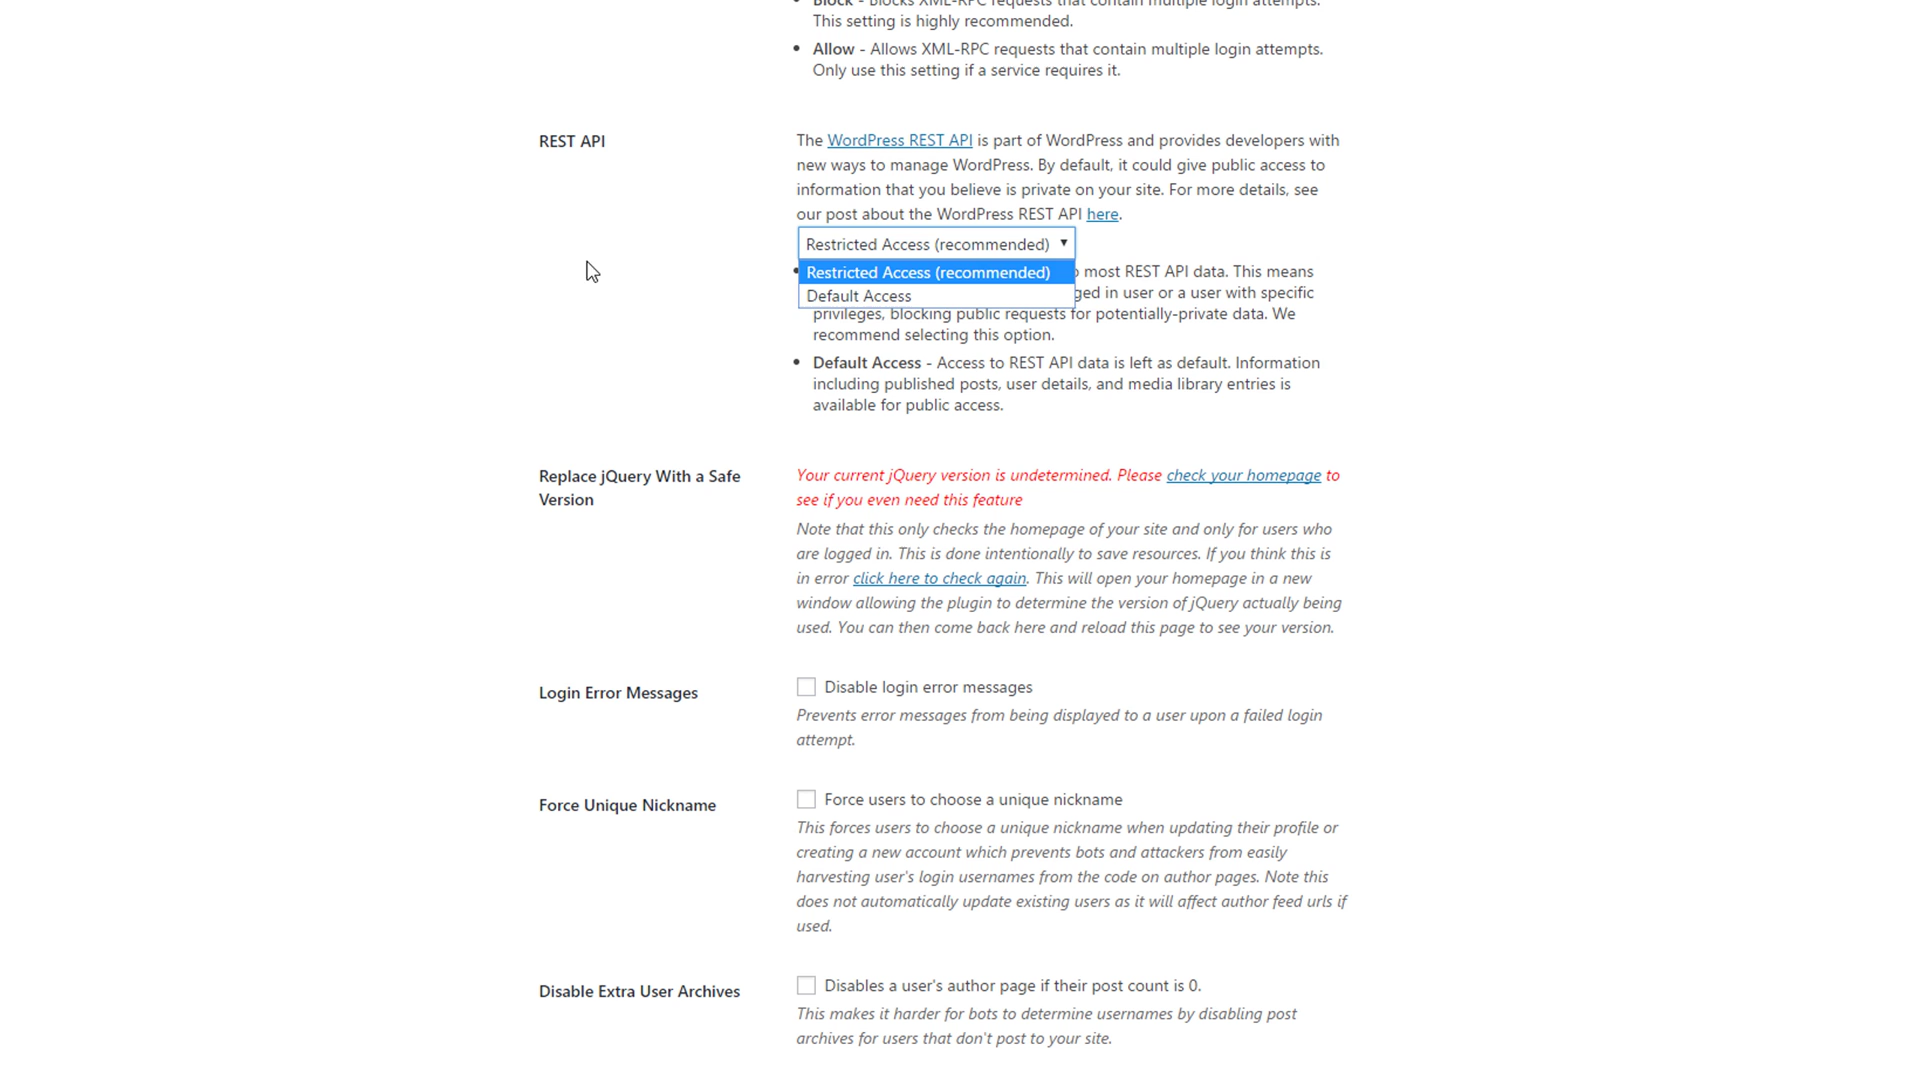 Block - Blocks XML-RPC requests that contain multiple login attempts.
This setting is highly recommended.
Allow - Allows XML-RPC requests that contain multiple login attempts.
Only use this setting if a service requires it.
REST API
The WordPress REST API is part of WordPress and provides developers with
new ways to manage WordPress. By default, it could give public access to
information that you believe is private on your site. For more details, see
our post about the WordPress REST API here.
Restricted Access (recommended)
Restricted Access (recommended)
Default Access
most REST API data. This means
ged in user or a user with specific
privileges, blocking public requests for potentially-private data. We
recommend selecting this option.
Default Access - Access to REST API data is left as default. Information
including published posts, user details, and media library entries is
available for public access.
Replace jQuery With a Safe
Version
Your current jQuery version is undetermined. Please check your homepage to
see if you even need this feature
Note that this only checks the homepage of your site and only for users who
are logged in. This is done intentionally to save resources. If you think this is
in error click here to check again. This will open your homepage in a new
window allowing the plugin to determine the version of jQuery actually being
used. You can then come back here and reload this page to see your version.
Login Error Messages
Disable login error messages
Prevents error messages from being displayed to a user upon a failed login
attempt.
Force Unique Nickname
Force users to choose a unique nickname
This forces users to choose a unique nickname when updating their profile or
creating a new account which prevents bots and attackers from easily
harvesting user's login usernames from the code on author pages. Note this
does not automatically update existing users as it will affect author feed urls if
used.
Disable Extra User Archives
Disables a user's author page if their post count is 0.
This makes it harder for bots to determine usernames by disabling post
archives for users that don't post to your site.